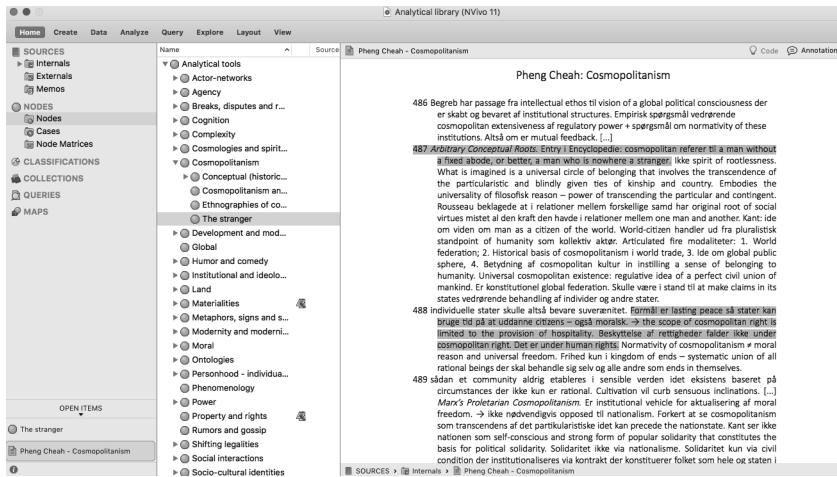 Analytical library (NVivo 11)
Home Create Data Analyze Query Explore Layout View
SOURCES
Internals
Externals
Memos
NODES
Nodes
Cases
Node Matrices
CLASSIFICATIONS
COLLECTIONS
QUERIES
MAPS
OPEN ITEMS
The stranger
Pheng Cheah - Cosmopolitanism
Name Source
Analytical tools
Actor-networks
Agency
Breaks, disputes and r...
Cognition
Complexity
Cosmologies and spirit...
Cosmopolitanism
Conceptual (historic...
Cosmopolitanism an...
Ethnographies of co...
The stranger
Development and mod...
Global
Humor and comedy
Institutional and ideolo...
Land
Materialities
Metaphors, signs and s...
Modernity and moderni...
Moral
Ontologies
Personhood - individua...
Phenomenology
Power
Property and rights
Rumors and gossip
Shifting legalities
Social interactions
Socio-cultural identities
Pheng Cheah - Cosmopolitanism Code Annotation
Pheng Cheah: Cosmopolitanism
486 Begreb har passage fra intellectual ethos til vision of a global political consciousness der
er skabt og bevaret af institutional structures. Empirisk spørgsmål vedrørende
cosmopolitan extensiveness af regulatory power + spørgsmål om normativity of these
institutions. Altså om er mutual feedback. [...]
487 Arbitrary Conceptual Roots. Entry i Encyclopedie: cosmopolitan referer til a man without
a fixed abode, or better, a man who is nowhere a stranger. Ikke spirit of rootlessness.
What is imagined is a universal circle of belonging that involves the transcendence of
the particularistic and blindly given ties of kinship and country. Embodies the
universality of filosofisk reason – power of transcending the particular and contingent.
Rousseau beklagede at i relationer mellem forskellige samd har original root of social
virtues mistet al den kraft den havde i relationer mellem one man and another. Kant: ide
om viden om man as a citizen of the world. World-citizen handler ud fra pluralistisk
standpoint of humanity som kollektiv aktør. Articulated fire modaliteter: 1. World
federation; 2. Historical basis of cosmopolitanism i world trade, 3. Ide om global public
sphere, 4. Betydning af cosmopolitan kultur in instilling a sense of belonging to
humanity. Universal cosmopolitan existence: regulative idea of a perfect civil union of
mankind. Er konstitutionel global federation. Skulle være i stand til at make claims in its
states vedrørende behandling af individer og andre stater.
488 individuelle stater skulle altså bevare suverænitet. Formål er lasting peace så stater kan
bruge tid på at uddanne citizens – også moralsk. → the scope of cosmopolitan right is
limited to the provision of hospitality. Beskyttelse af rettigheder falder ikke under
cosmopolitan right. Det er under human rights. Normativity of cosmopolitanism ≠ moral
reason and universal freedom. Frihed kun i kingdom of ends – systematic union of all
rational beings der skal behandle sig selv og alle andre som ends in themselves.
489 sådan et community aldrig etableres i sensible verden idet eksistens baseret på
circumstances der ikke kun er rational. Cultivation vil curb sensuous inclinations. [...]
Marx's Proletarian Cosmopolitanism. Er institutional vehicle for aktualisering af moral
freedom. → ikke nødvendigvis opposed til nationalism. Forkert at se cosmopolitanism
som transcendens af det partikularistiske idet kan precede the nationstate. Kant ser ikke
nationen som self-conscious and strong form of popular solidarity that constitutes the
basis for political solidarity. Solidaritet ikke via nationalisme. Solidaritet kun via civil
condition der institutionaliseres via kontrakt der konstituerer folket som hele og staten i
SOURCES › Internals › Pheng Cheah - Cosmopolitanism